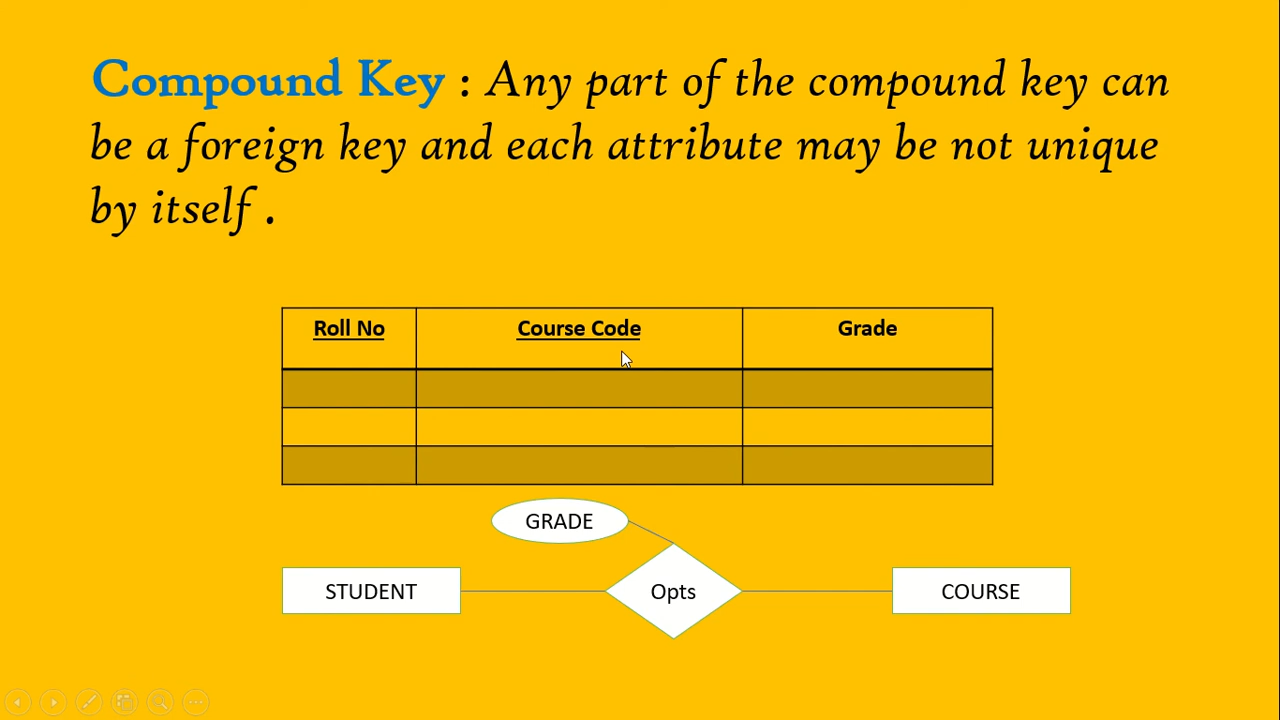 Compound Key : Any part of the compound key can
be a foreign key and each attribute may be not unique
by itself .
Roll No Course Code Grade
GRADE
STUDENT Opts COURSE